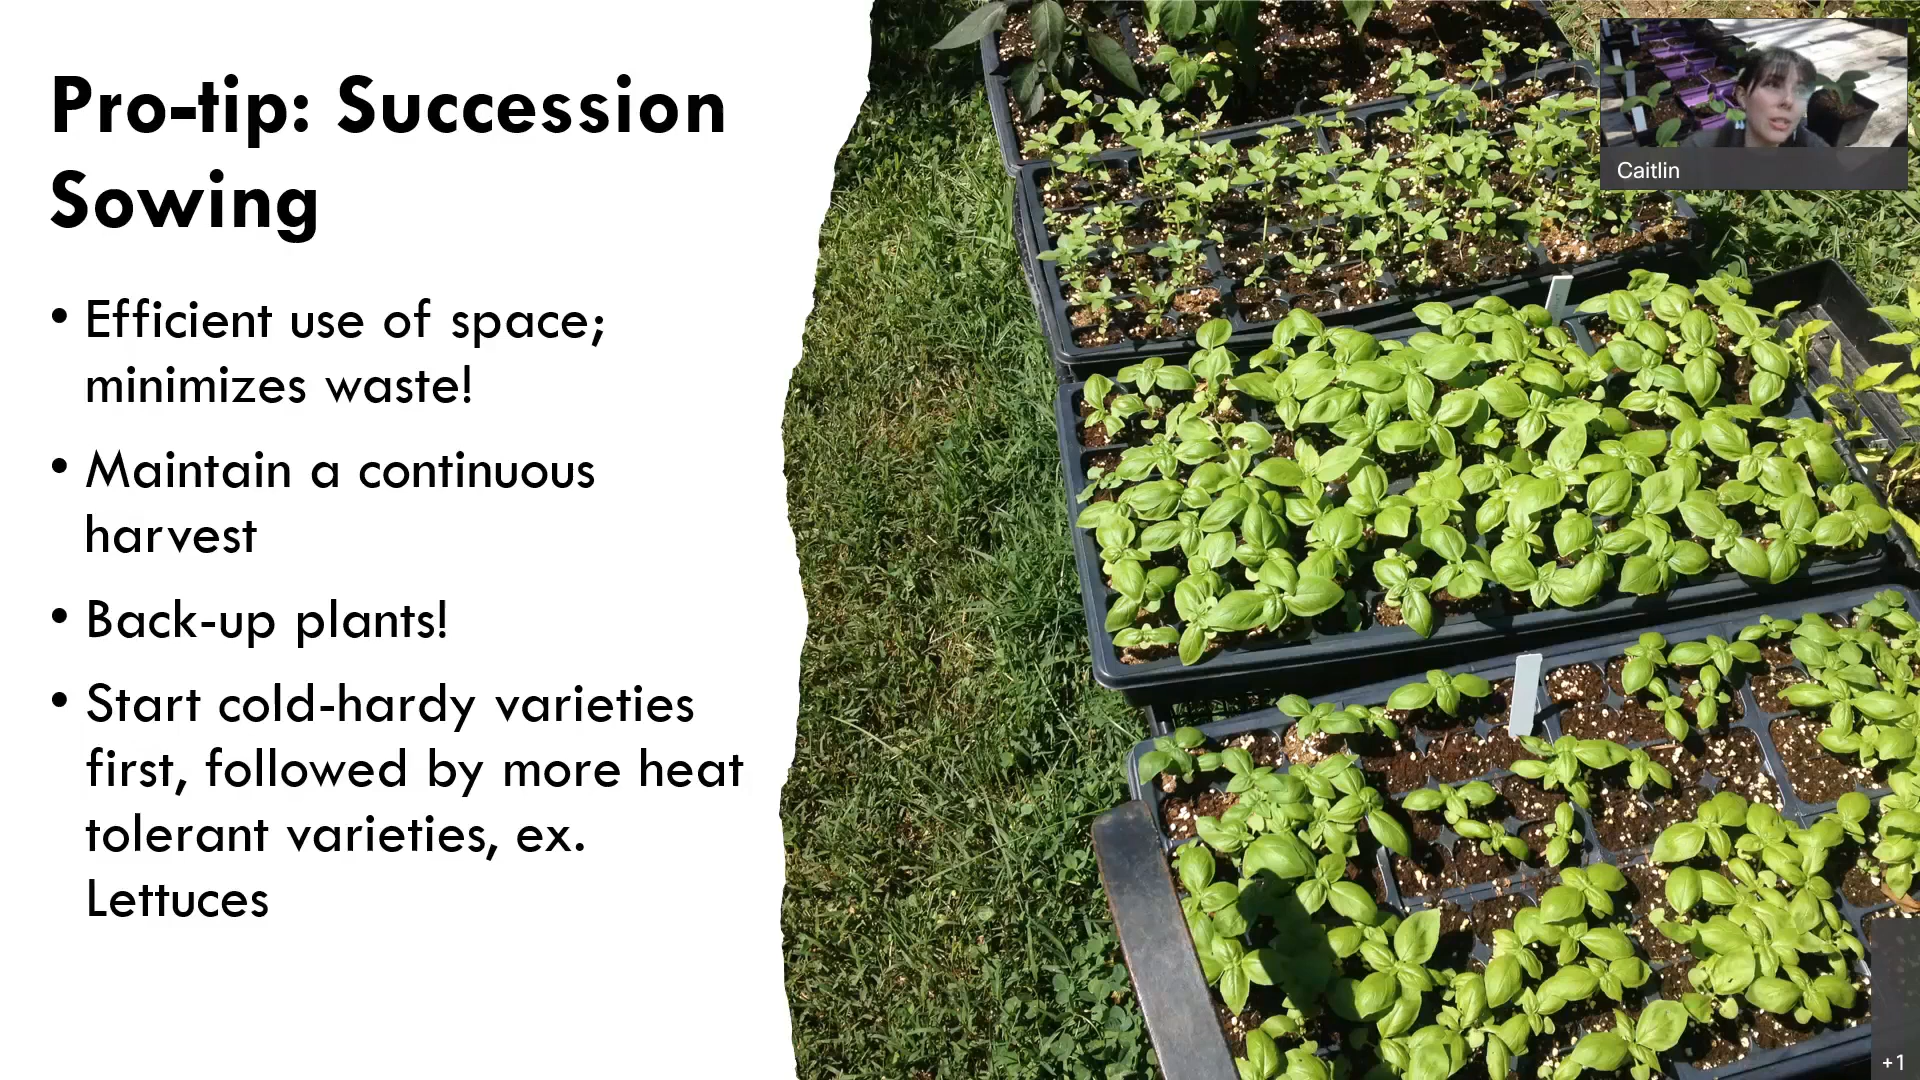 Pro-tip: Succession
Sowing
• Efficient use of space;
minimizes waste!
• Maintain a continuous
harvest
• Back-up plants!
• Start cold-hardy varieties
first, followed by more heat
tolerant varieties, ex.
Lettuces
Caitlin
+1